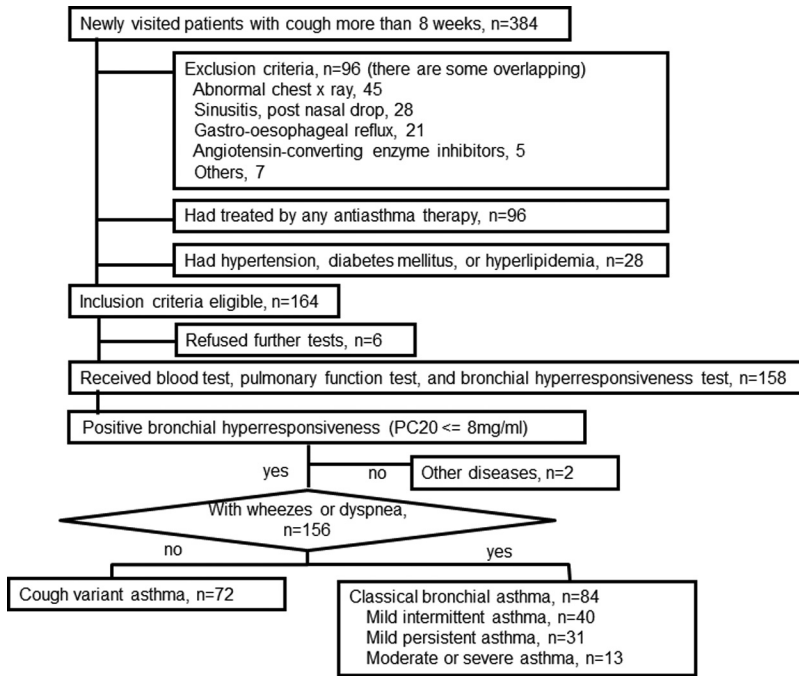 Newly visited patients with cough more than 8 weeks, n=384
Exclusion criteria, n=96 (there are some overlapping)
Abnormal chest x ray, 45
Sinusitis, post nasal drop, 28
Gastro-oesophageal reflux, 21
Angiotensin-converting enzyme inhibitors, 5
Others, 7
Had treated by any antiasthma therapy, n=96
Had hypertension, diabetes mellitus, or hyperlipidemia, n=28
Inclusion criteria eligible, n=164
Refused further tests, n=6
Received blood test, pulmonary function test, and bronchial hyperresponsiveness test, n=158
Positive bronchial hyperresponsiveness (PC20 <= 8mg/ml)
yes
no
Other diseases, n=2
With wheezes or dyspnea,
n=156
no
yes
Cough variant asthma, n=72
Classical bronchial asthma, n=84
Mild intermittent asthma, n=40
Mild persistent asthma, n=31
Moderate or severe asthma, n=13